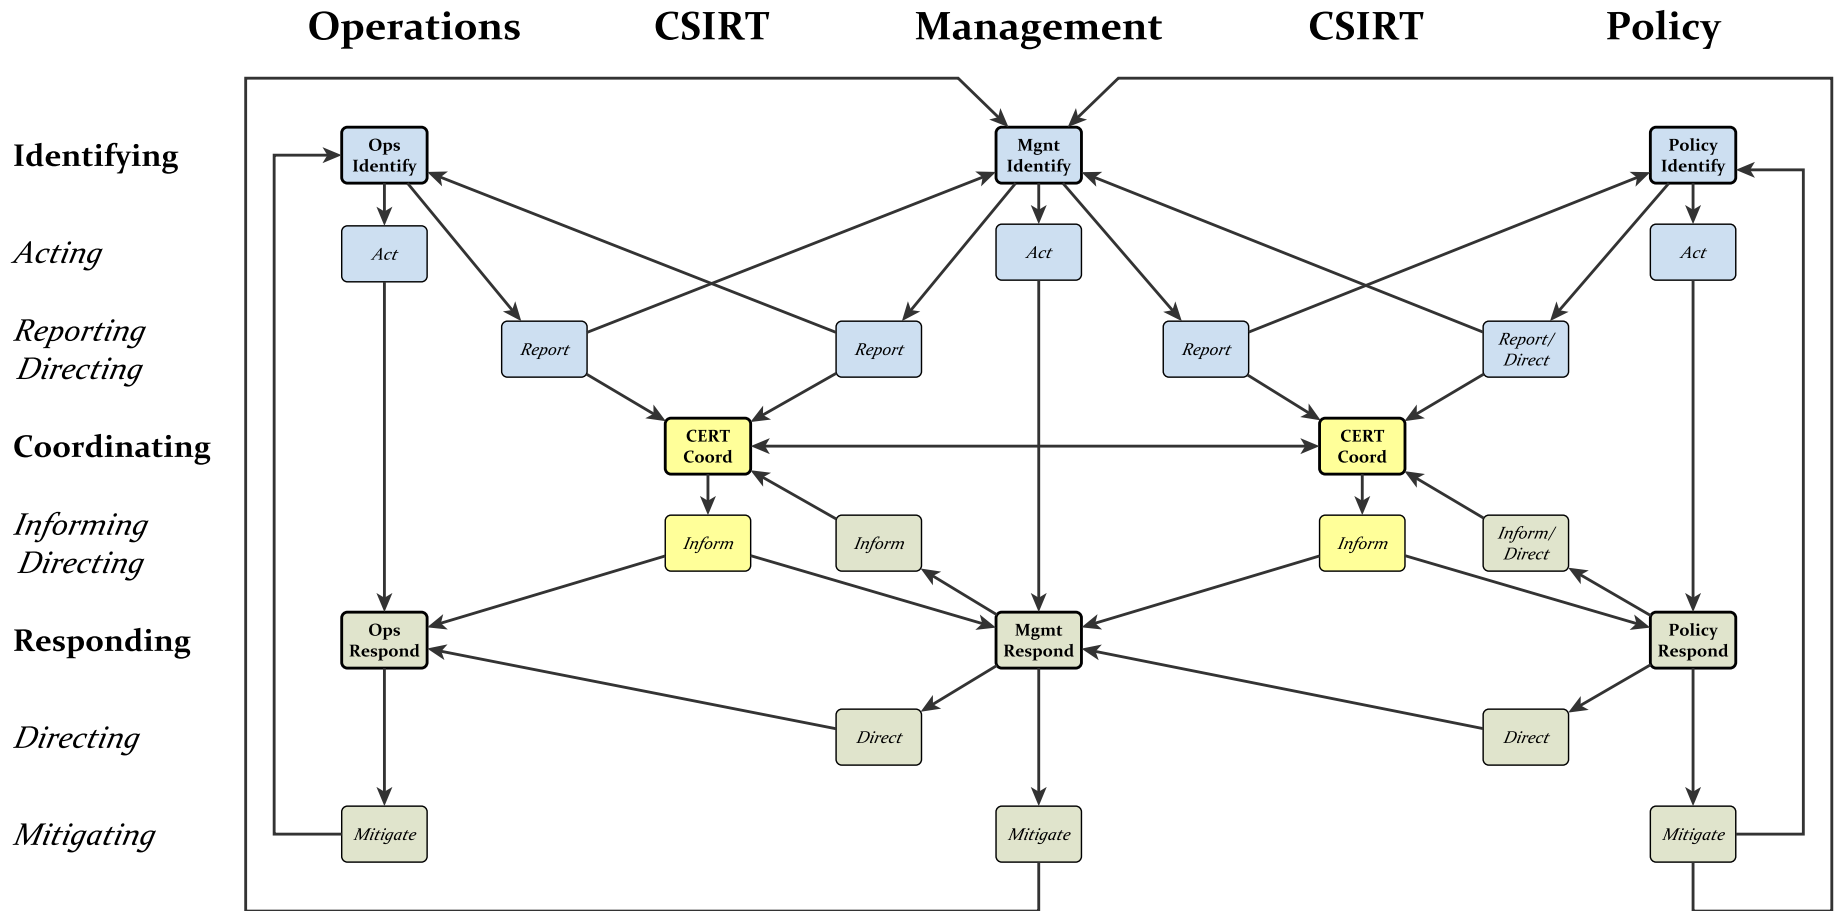 Operations CSIRT Management CSIRT Policy
Identifying
Ops
Identify
Mgnt
Identify
Policy
Identify
Acting
Act
Act
Act
Reporting
Directing
Report
Report
Report
Report/
Direct
Coordinating
CERT
Coord
CERT
Coord
Informing
Directing
Inform
Inform
Inform
Inform/
Direct
Responding
Ops
Respond
Mgmt
Respond
Policy
Respond
Directing
Direct
Direct
Mitigating
Mitigate
Mitigate
Mitigate